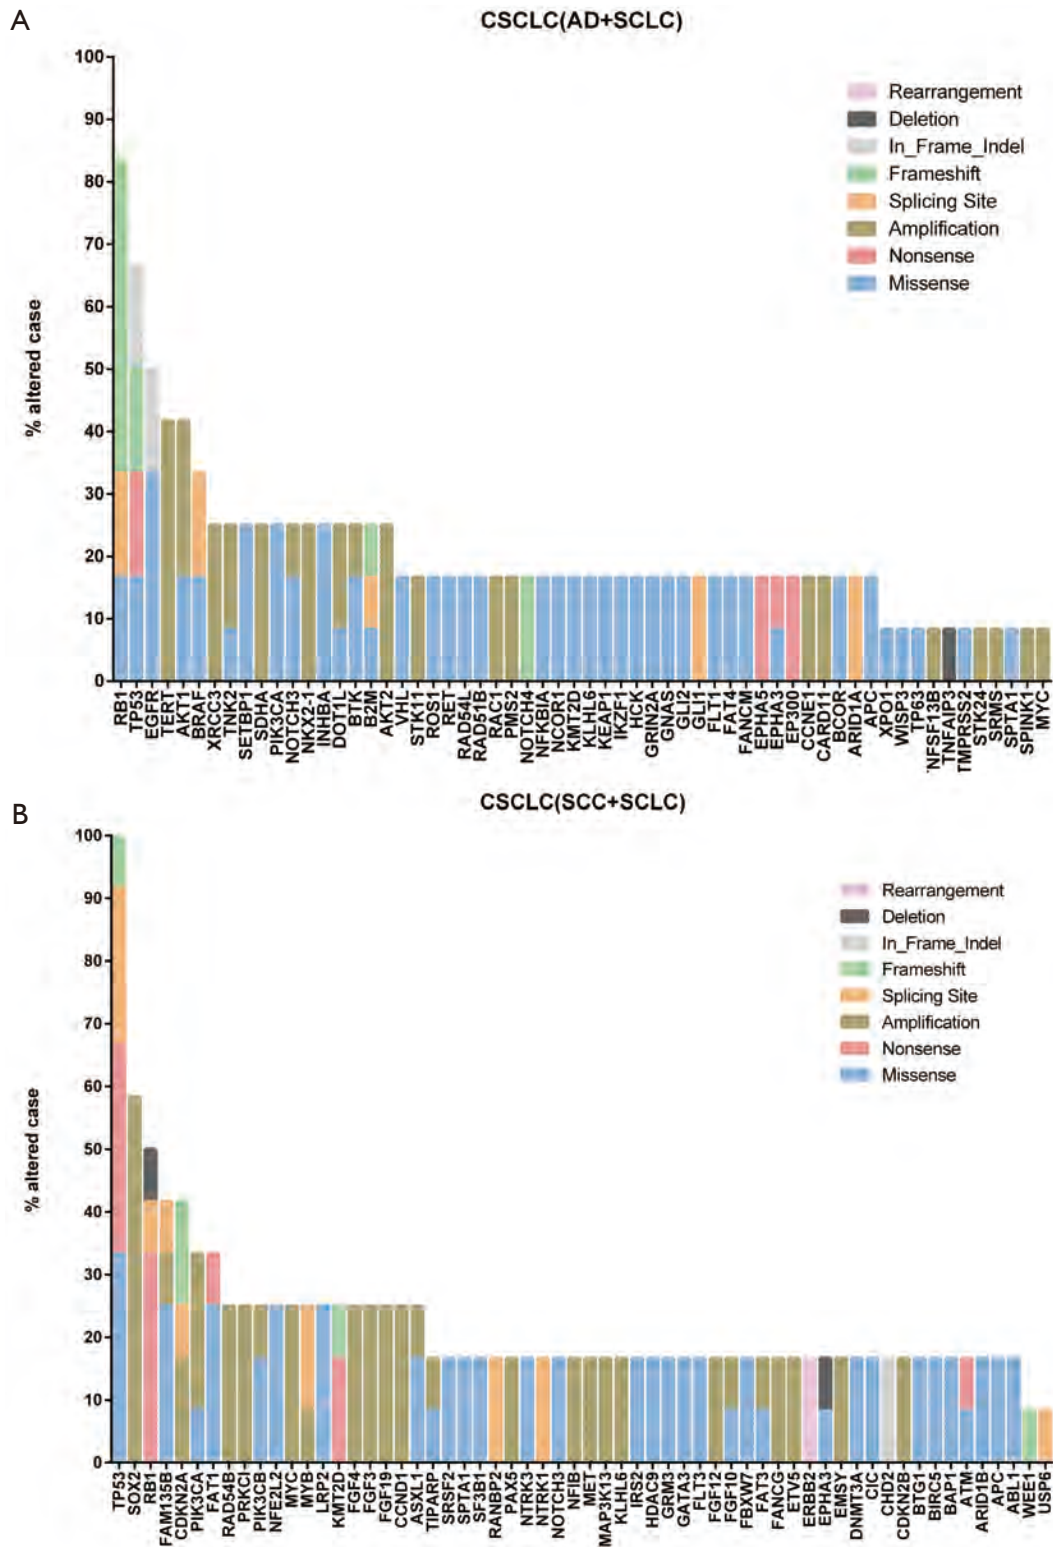 A
CSCLC(AD+SCLC)
100
90
80
70
60
50
40
30
20
10
0
% altered case
Rearrangement
Deletion
In_Frame_Indel
Frameshift
Splicing Site
Amplification
Nonsense
Missense
RB1
TP53
EGFR
TERT
AKT1
BRAF
XRCC3
TNK2
SETBP1
SDHA
PIK3CA
NOTCH3
NKX2-1
INHBA
DOT1L
BTK
B2M
AKT2
VHL
STK11
ROS1
RET
RAD54L
RAD51B
RAC1
PMS2
NOTCH4
NFKBIA
NCOR1
KMT2D
KLHL6
KEAP1
IKZF1
HCK
GRIN2A
GNAS
GLI2
GLI1
FLT1
FAT4
FANCM
EPHA5
EPHA3
EP300
CCNE1
CARD11
BCOR
ARID1A
APC
XPO1
WISP3
TP63
TNFSF13B
TNFAIP3
TMPRSS2
STK24
SRMS
SPTA1
SPINK1
MYC
B
CSCLC(SCC+SCLC)
100
90
80
70
60
50
40
30
20
10
0
% altered case
Rearrangement
Deletion
In_Frame_Indel
Frameshift
Splicing Site
Amplification
Nonsense
Missense
TP53
SOX2
RB1
FAM135B
CDKN2A
PIK3CA
FAT1
RAD54B
PRKCI
PIK3CB
NFE2L2
MYC
MYB
LRP2
KMT2D
FGF4
FGF3
FGF19
CCND1
ASXL1
TIPARP
SRSF2
SPTA1
SF3B1
RANBP2
PAX5
NTRK3
NTRK1
NOTCH3
NFIB
MET
MAP3K13
KLHL6
IRS2
HDAC9
GRM3
GATA3
FLT3
FGF12
FGF10
FBXW7
FAT3
FANCG
ETV5
ERBB2
EPHA3
EMSY
DNMT3A
CIC
CHD2
CDKN2B
BTG1
BIRC5
BAP1
ATM
ARID1B
APC
ABL1
WEE1
USP6